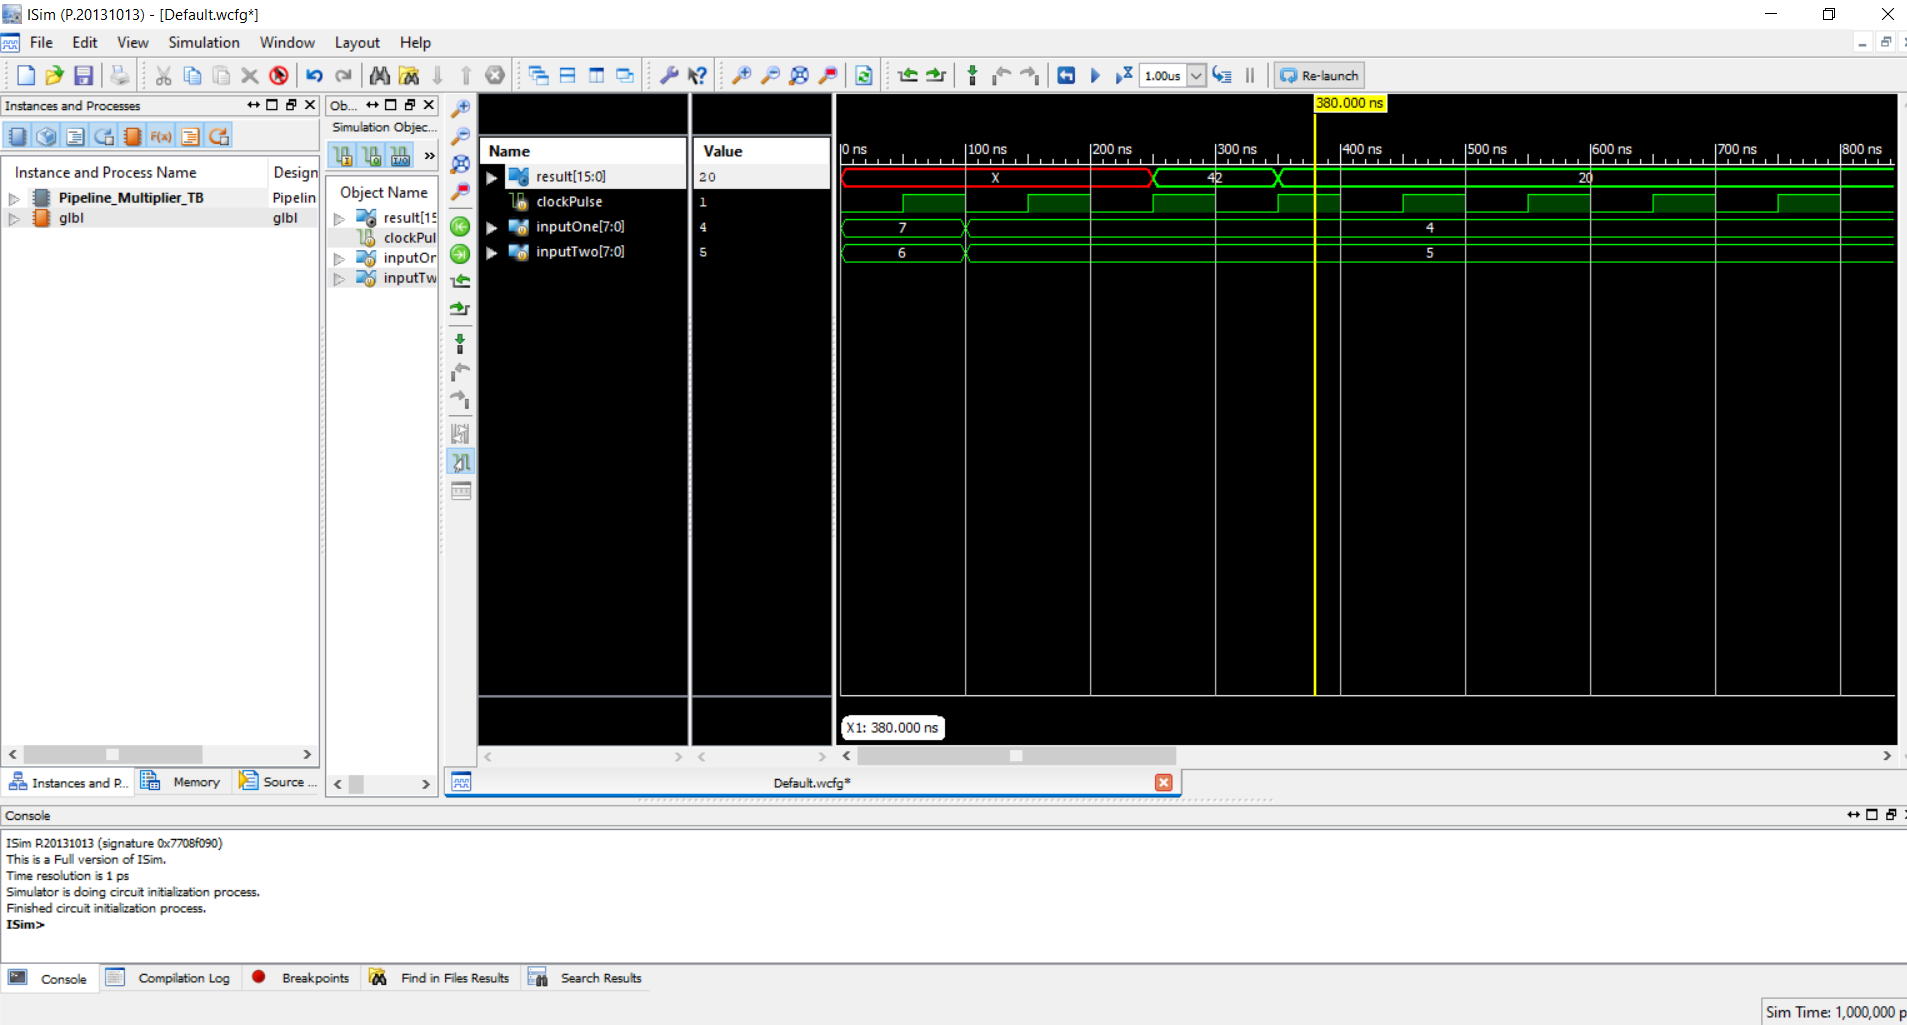 ISim (P.20131013) - [Default.wcfg*]
File Edit View Simulation Window Layout Help
1.00us Re-launch
Instances and Processes
Ob...
380.000 ns
Simulation Objec...
F(x)
»
Name Value
0 ns 100 ns 200 ns 300 ns 400 ns 500 ns 600 ns 700 ns 800 ns
Instance and Process Name Design
Object Name
result[15:0] 20 X 42 20
Pipeline_Multiplier_TB Pipelin
clockPulse 1
glbl glbl
result[15
inputOne[7:0] 4 7 4
clockPul
inputTwo[7:0] 5 6 5
inputOr
inputTw
X1: 380.000 ns
Instances and P... Memory Source ...
Default.wcfg*
Console
ISim P.20131013 (signature 0x7708f090)
This is a Full version of ISim.
Time resolution is 1 ps
Simulator is doing circuit initialization process.
Finished circuit initialization process.
ISim>
Console Compilation Log Breakpoints Find in Files Results Search Results
Sim Time: 1,000,000 p